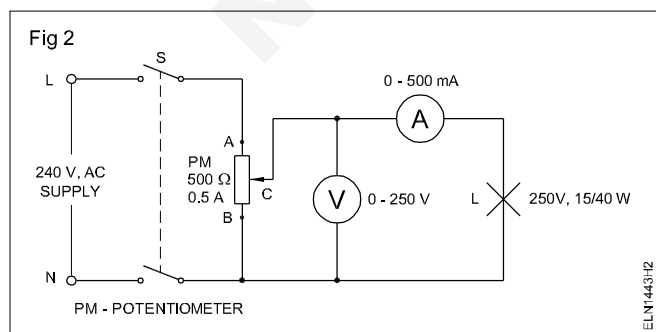 Fig 2
S
L
0 - 500 mA
A
A
PM
500 Ω
0.5 A
C
B
240 V, AC
SUPPLY
V
0 - 250 V
L
250V, 15/40 W
N
PM - POTENTIOMETER
ELN1443H2